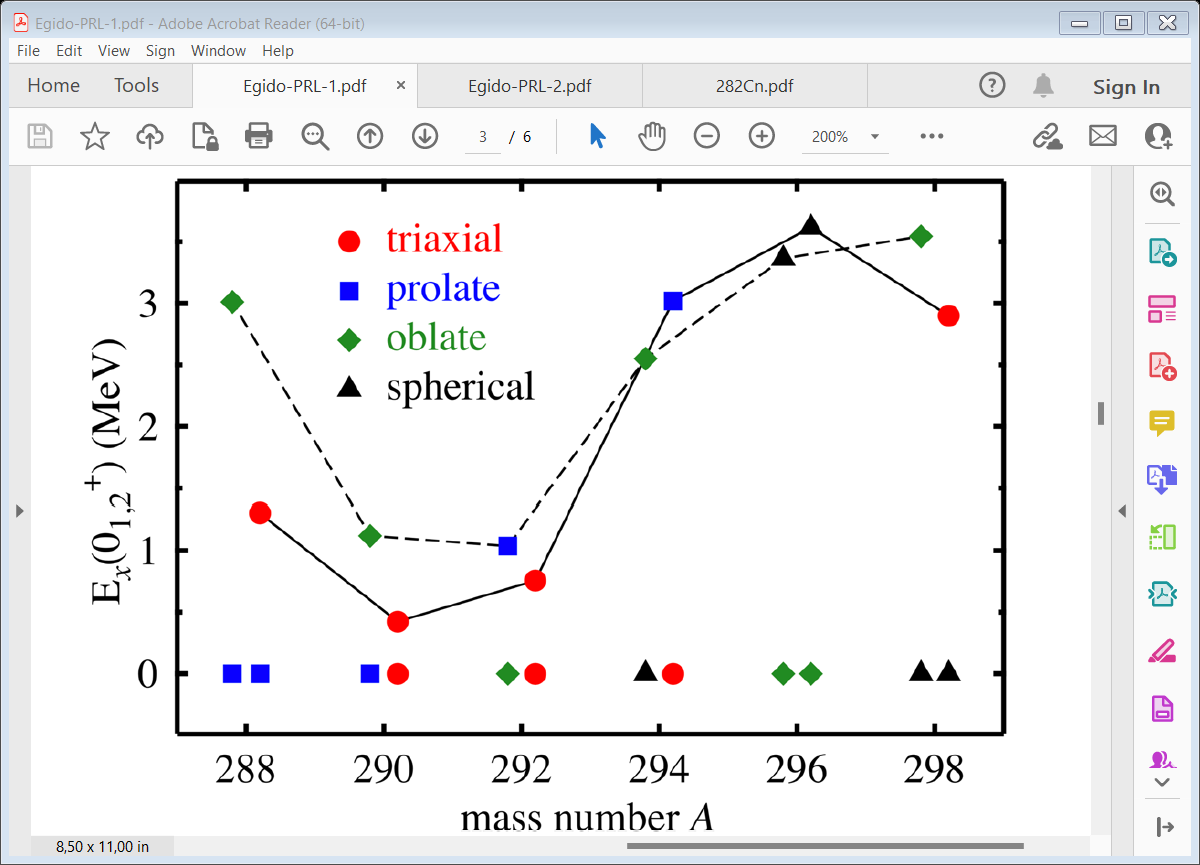 Egido-PRL-1.pdf - Adobe Acrobat Reader (64-bit)
File Edit View Sign Window Help
Home Tools Egido-PRL-1.pdf × Egido-PRL-2.pdf 282Cn.pdf ? Sign In
3 / 6 200%
triaxial
prolate
oblate
spherical
3
2
1
0
Eₓ(0₁,₂⁺) (MeV)
288 290 292 294 296 298
mass number A
8,50 x 11,00 in